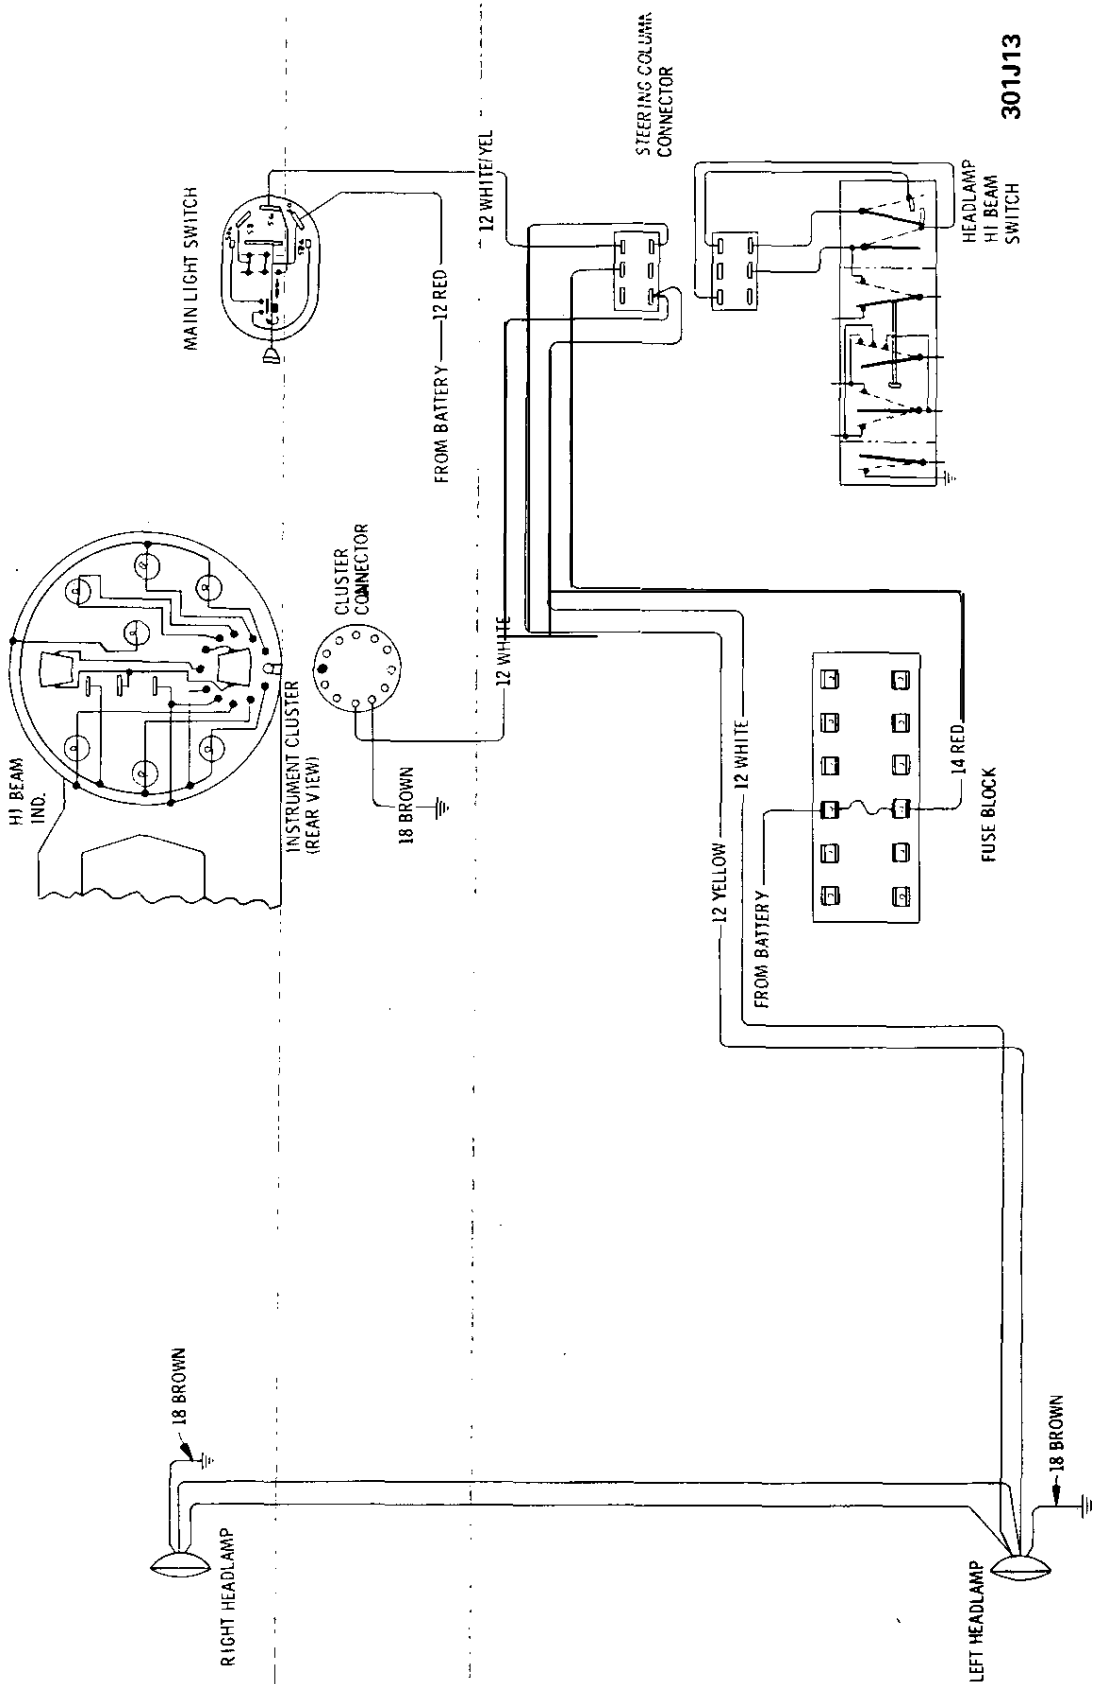 HI BEAM
IND.
INSTRUMENT CLUSTER
(REAR VIEW)
MAIN LIGHT SWITCH
CLUSTER
CONNECTOR
18 BROWN
FROM BATTERY
12 RED
12 WHITE/YEL
12 WHITE
STEERING COLUMN
CONNECTOR
HEADLAMP
HI BEAM
SWITCH
301J13
12 YELLOW
12 WHITE
FROM BATTERY
14 RED
FUSE BLOCK
18 BROWN
RIGHT HEADLAMP
18 BROWN
LEFT HEADLAMP